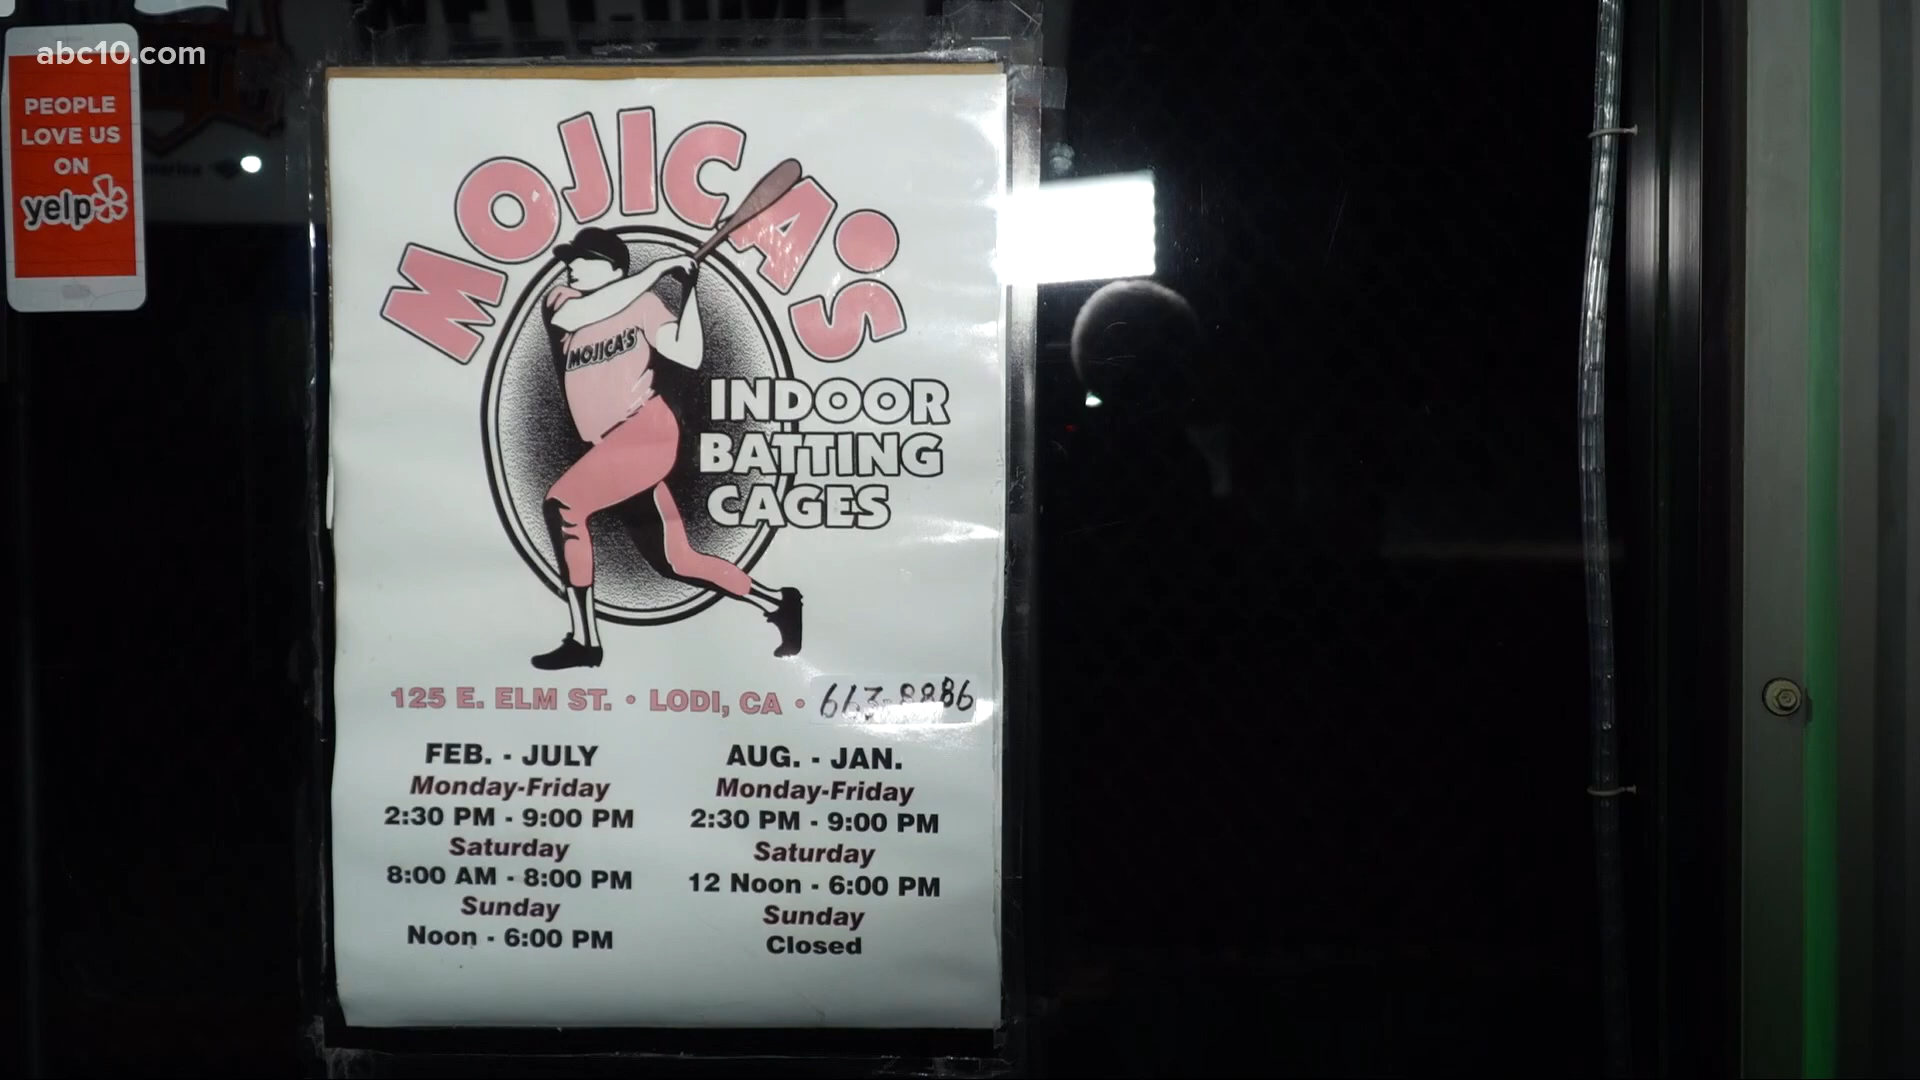 abc10.com
PEOPLE
LOVE US
ON
yelp
MOJICA'S
MOJICA'S
INDOOR
BATTING
CAGES
125 E. ELM ST. • LODI, CA • 663-8886
FEB. - JULY
Monday-Friday
2:30 PM - 9:00 PM
Saturday
8:00 AM - 8:00 PM
Sunday
Noon - 6:00 PM
AUG. - JAN.
Monday-Friday
2:30 PM - 9:00 PM
Saturday
12 Noon - 6:00 PM
Sunday
Closed